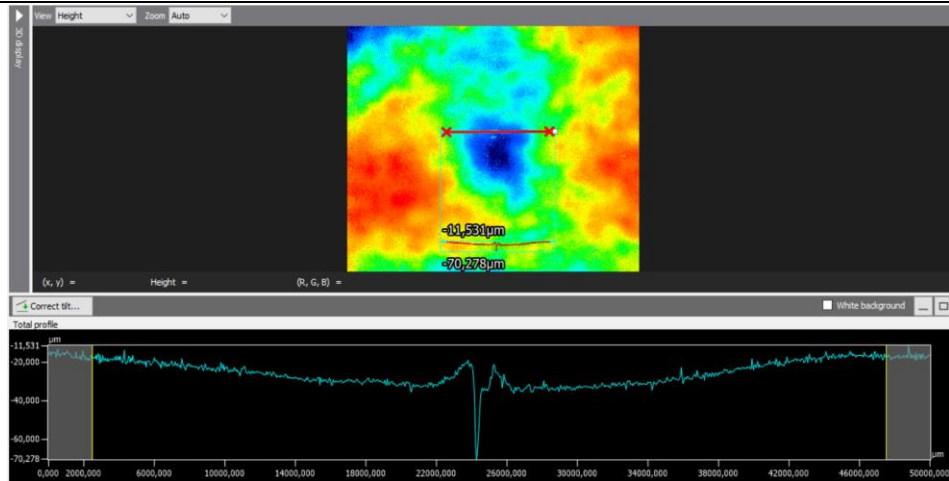 View Height Zoom Auto
3D display
-11,531µm
-70,278µm
(x, y) = Height = (R, G, B) =
Correct tilt... White background
Total profile
µm
-11,531
-20,000
-40,000
-60,000
-70,278
µm
0,000 2000,000 6000,000 10000,000 14000,000 18000,000 22000,000 26000,000 30000,000 34000,000 38000,000 42000,000 46000,000 50000,000